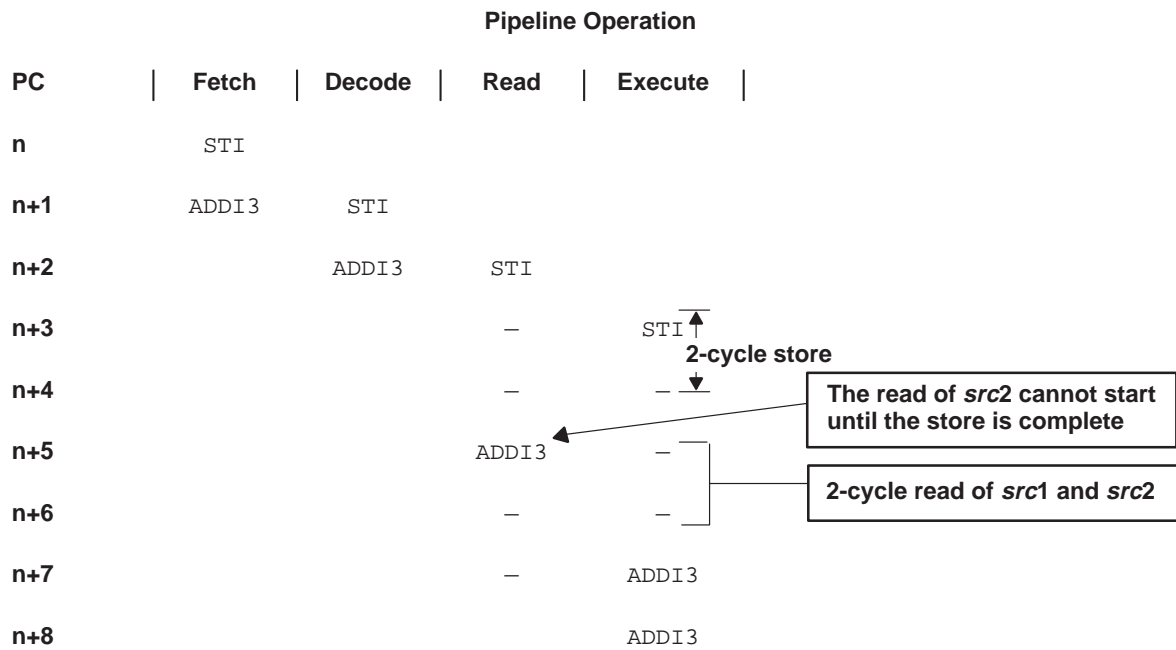 Pipeline Operation
PC | Fetch | Decode | Read | Execute |
n STI
n+1 ADDI3 STI
n+2 ADDI3 STI
n+3 – STI
2-cycle store
n+4 – –
The read of src2 cannot start
until the store is complete
n+5 ADDI3 –
2-cycle read of src1 and src2
n+6 – –
n+7 – ADDI3
n+8 ADDI3